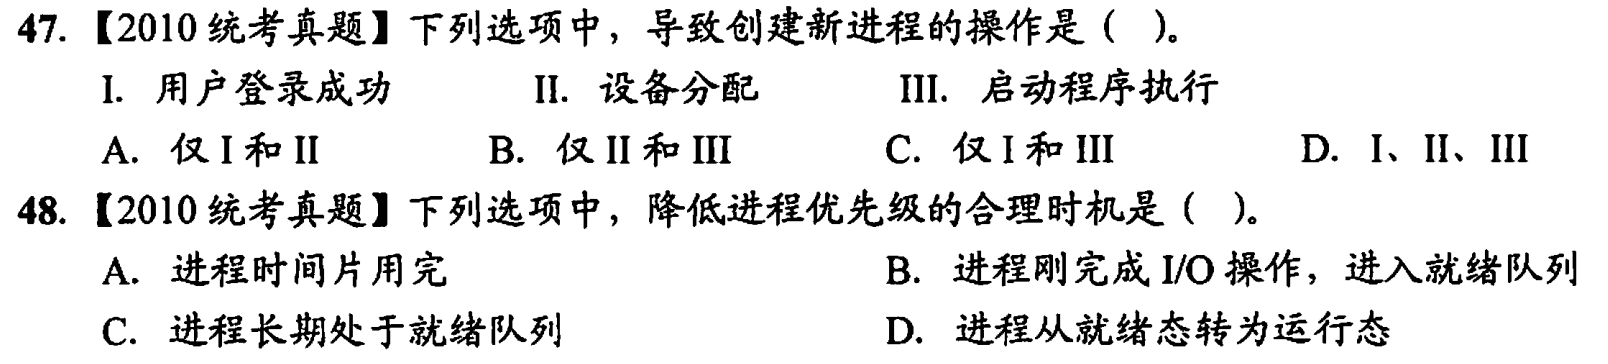 47. 【2010 统考真题】下列选项中，导致创建新进程的操作是（ ）。
I. 用户登录成功 II. 设备分配 III. 启动程序执行
A. 仅 I 和 II B. 仅 II 和 III C. 仅 I 和 III D. I、II、III
48. 【2010 统考真题】下列选项中，降低进程优先级的合理时机是（ ）。
A. 进程时间片用完 B. 进程刚完成 I/O 操作，进入就绪队列
C. 进程长期处于就绪队列 D. 进程从就绪态转为运行态